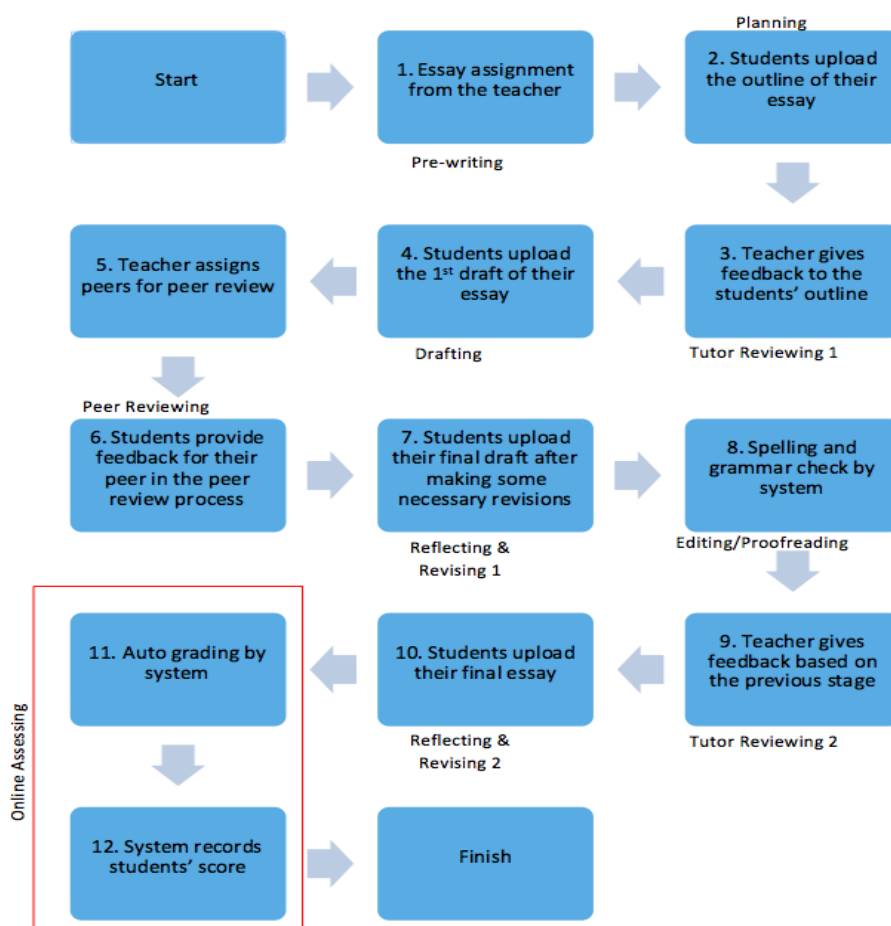 Start
1. Essay assignment
from the teacher
Pre-writing
Planning
2. Students upload
the outline of their
essay
3. Teacher gives
feedback to the
students’ outline
Tutor Reviewing 1
4. Students upload
the 1st draft of their
essay
Drafting
5. Teacher assigns
peers for peer review
Peer Reviewing
6. Students provide
feedback for their
peer in the peer
review process
7. Students upload
their final draft after
making some
necessary revisions
Reflecting &
Revising 1
8. Spelling and
grammar check by
system
Editing/Proofreading
9. Teacher gives
feedback based on
the previous stage
Tutor Reviewing 2
10. Students upload
their final essay
Reflecting &
Revising 2
Online Assessing
11. Auto grading by
system
12. System records
students’ score
Finish